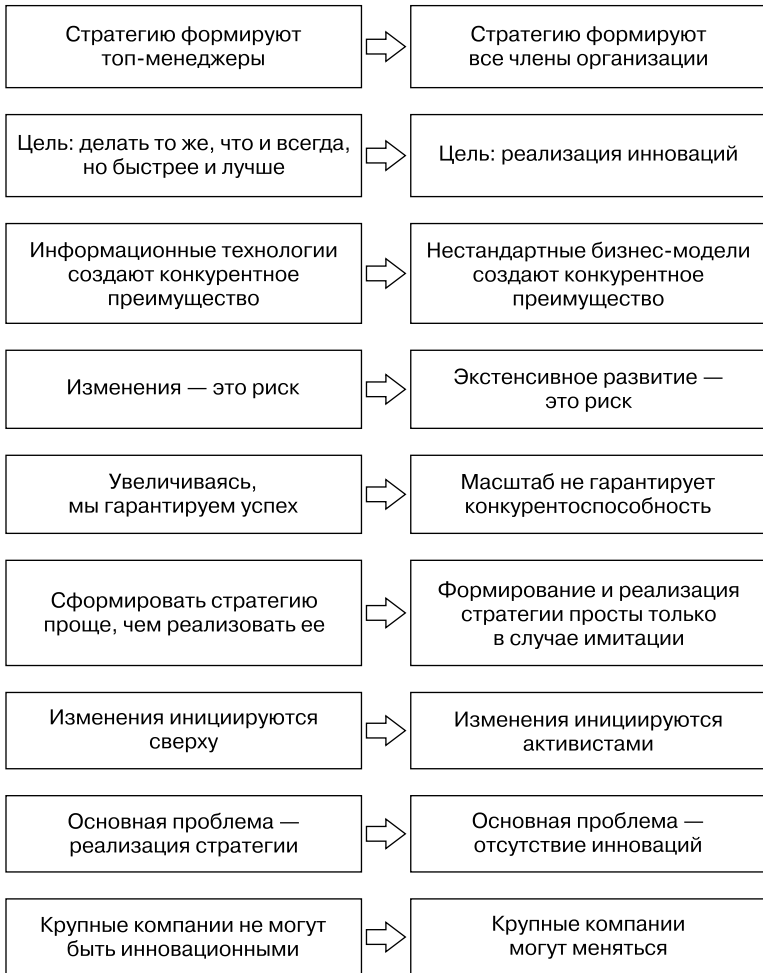 Стратегию формируют
топ-менеджеры
Стратегию формируют
все члены организации
Цель: делать то же, что и всегда,
но быстрее и лучше
Цель: реализация инноваций
Информационные технологии
создают конкурентное
преимущество
Нестандартные бизнес-модели
создают конкурентное
преимущество
Изменения — это риск
Экстенсивное развитие —
это риск
Увеличиваясь,
мы гарантируем успех
Масштаб не гарантирует
конкурентоспособность
Сформировать стратегию
проще, чем реализовать ее
Формирование и реализация
стратегии просты только
в случае имитации
Изменения инициируются
сверху
Изменения инициируются
активистами
Основная проблема —
реализация стратегии
Основная проблема —
отсутствие инноваций
Крупные компании не могут
быть инновационными
Крупные компании
могут меняться